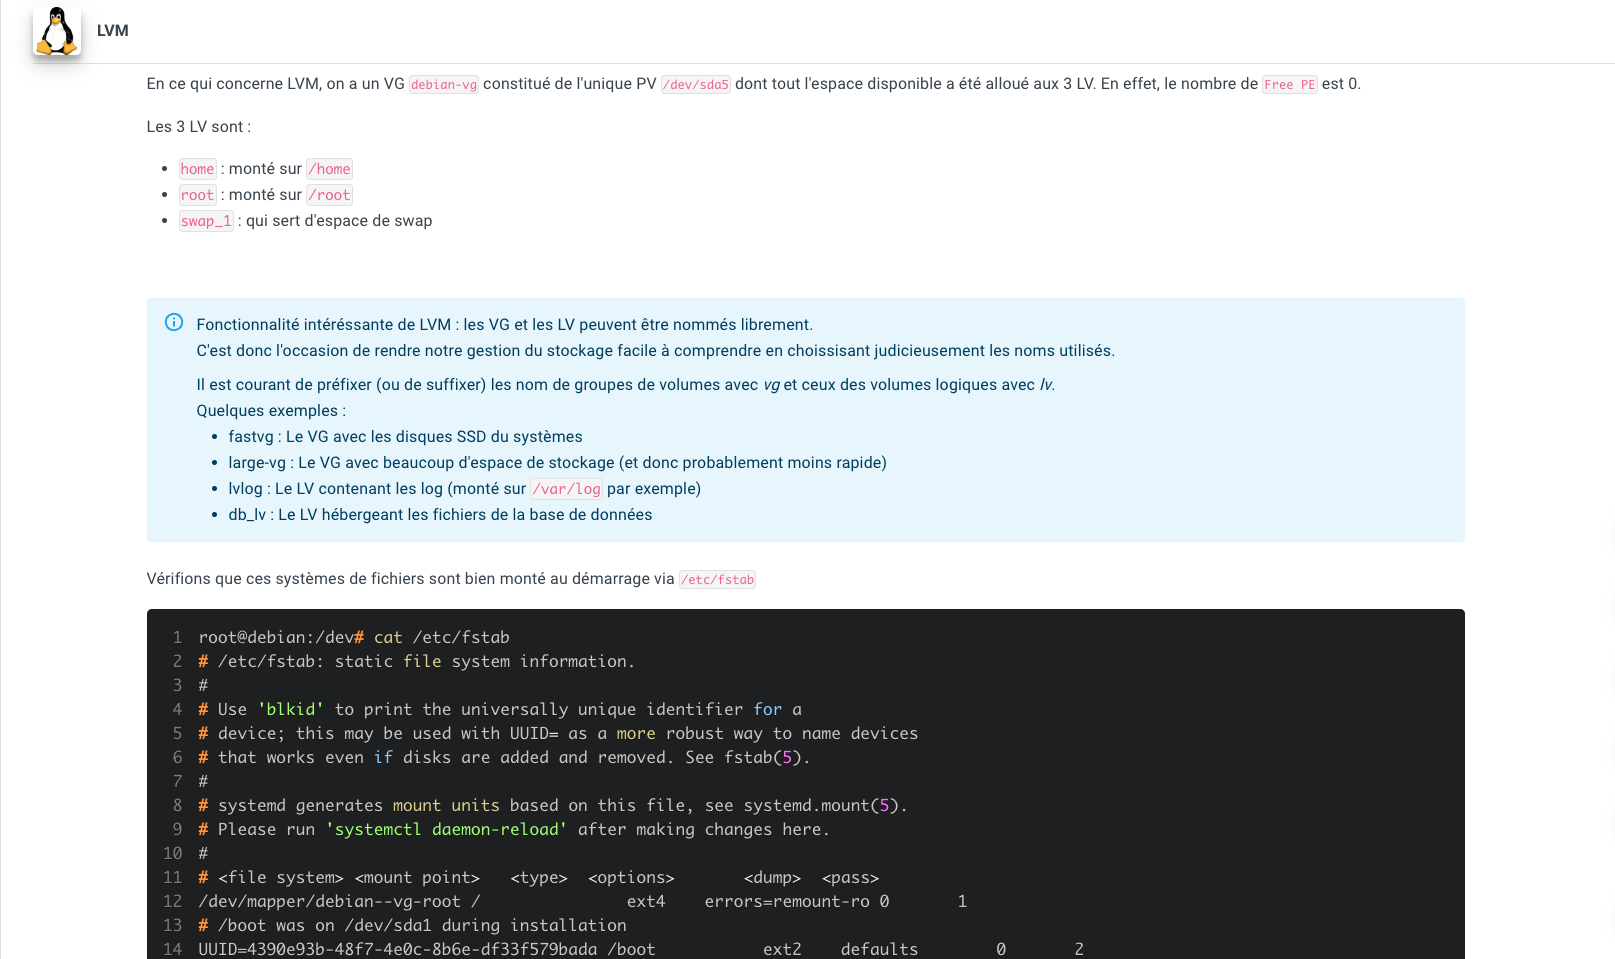 LVM
En ce qui concerne LVM, on a un VG debian-vg constitué de l'unique PV /dev/sda5 dont tout l'espace disponible a été alloué aux 3 LV. En effet, le nombre de Free PE est 0.
Les 3 LV sont :
• home : monté sur /home
• root : monté sur /root
• swap_1 : qui sert d'espace de swap
Fonctionnalité intéréssante de LVM : les VG et les LV peuvent être nommés librement.
C'est donc l'occasion de rendre notre gestion du stockage facile à comprendre en choissisant judicieusement les noms utilisés.
Il est courant de préfixer (ou de suffixer) les nom de groupes de volumes avec vg et ceux des volumes logiques avec lv.
Quelques exemples :
• fastvg : Le VG avec les disques SSD du systèmes
• large-vg : Le VG avec beaucoup d'espace de stockage (et donc probablement moins rapide)
• lvlog : Le LV contenant les log (monté sur /var/log par exemple)
• db_lv : Le LV hébergeant les fichiers de la base de données
Vérifions que ces systèmes de fichiers sont bien monté au démarrage via /etc/fstab
1 root@debian:/dev# cat /etc/fstab
2 # /etc/fstab: static file system information.
3 #
4 # Use 'blkid' to print the universally unique identifier for a
5 # device; this may be used with UUID= as a more robust way to name devices
6 # that works even if disks are added and removed. See fstab(5).
7 #
8 # systemd generates mount units based on this file, see systemd.mount(5).
9 # Please run 'systemctl daemon-reload' after making changes here.
10 #
11 # <file system> <mount point>   <type>  <options>       <dump>  <pass>
12 /dev/mapper/debian--vg-root /               ext4    errors=remount-ro 0       1
13 # /boot was on /dev/sda1 during installation
14 UUID=4390e93b-48f7-4e0c-8b6e-df33f579bada /boot           ext2    defaults        0       2